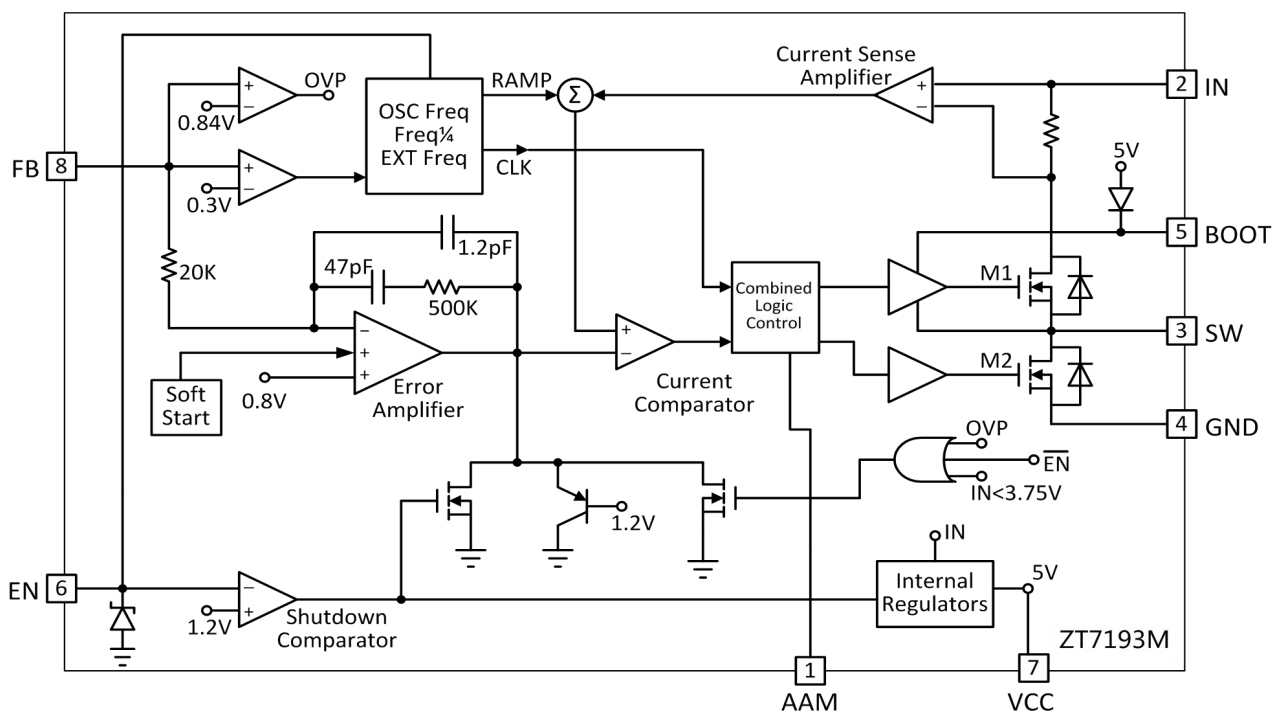 Current Sense
Amplifier
+
−
2
IN
OVP
+
−
0.84V
RAMP
Σ
OSC Freq
Freq¼
EXT Freq
CLK
FB
8
+
−
0.3V
5V
5
BOOT
1.2pF
20K
47pF
500K
Combined
Logic
Control
M1
3
SW
−
+
+
Soft
Start
0.8V
Error
Amplifier
+
−
Current
Comparator
M2
4
GND
OVP
EN
IN<3.75V
1.2V
IN
5V
Internal
Regulators
EN
6
−
+
1.2V
Shutdown
Comparator
ZT7193M
1
AAM
7
VCC